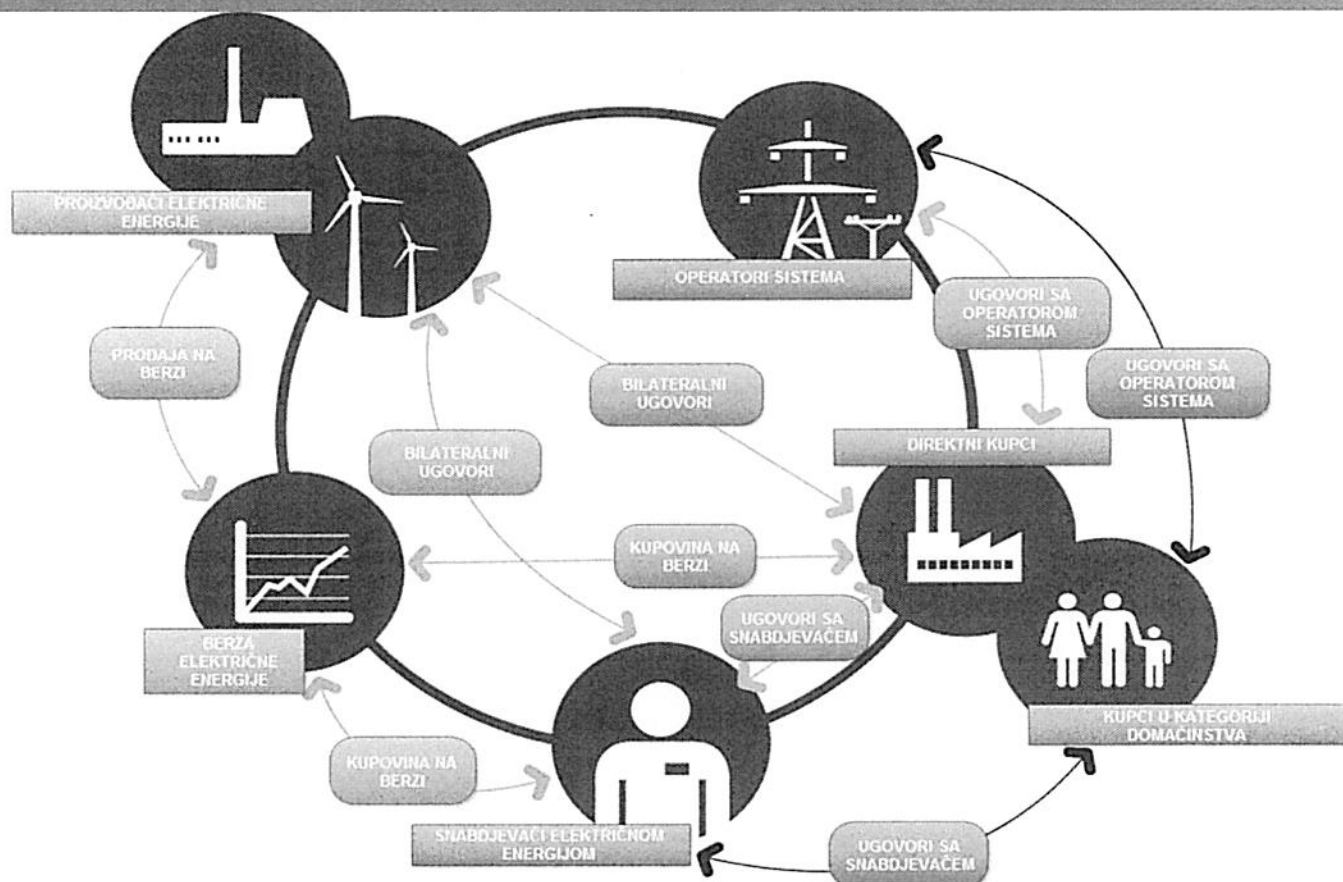 PROIZVOĐAČI ELEKTRIČNE
ENERGIJE
OPERATORI SISTEMA
UGOVORI SA
OPERATOROM
SISTEMA
PRODAJA NA
BERZI
BILATERALNI
UGOVORI
UGOVORI SA
OPERATOROM
SISTEMA
BILATERALNI
UGOVORI
DIREKTNI KUPCI
KUPOVINA NA
BERZI
UGOVORI SA
SNABDJEVAČEM
BERZA
ELEKTRIČNE
ENERGIJE
KUPCI U KATEGORIJI
DOMAĆINSTVA
KUPOVINA NA
BERZI
SNABDJEVAČI ELEKTRIČNOM
ENERGIJOM
UGOVORI SA
SNABDJEVAČEM